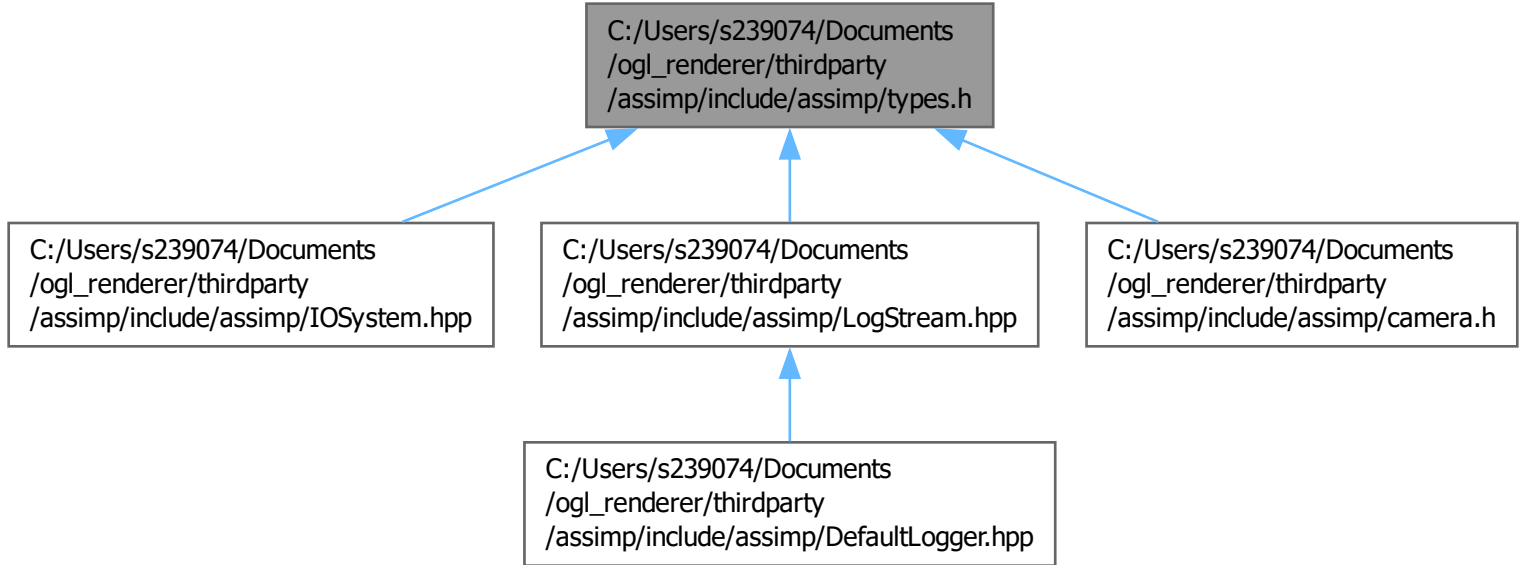 C:/Users/s239074/Documents
/ogl_renderer/thirdparty
/assimp/include/assimp/types.h
C:/Users/s239074/Documents
/ogl_renderer/thirdparty
/assimp/include/assimp/IOSystem.hpp
C:/Users/s239074/Documents
/ogl_renderer/thirdparty
/assimp/include/assimp/LogStream.hpp
C:/Users/s239074/Documents
/ogl_renderer/thirdparty
/assimp/include/assimp/camera.h
C:/Users/s239074/Documents
/ogl_renderer/thirdparty
/assimp/include/assimp/DefaultLogger.hpp